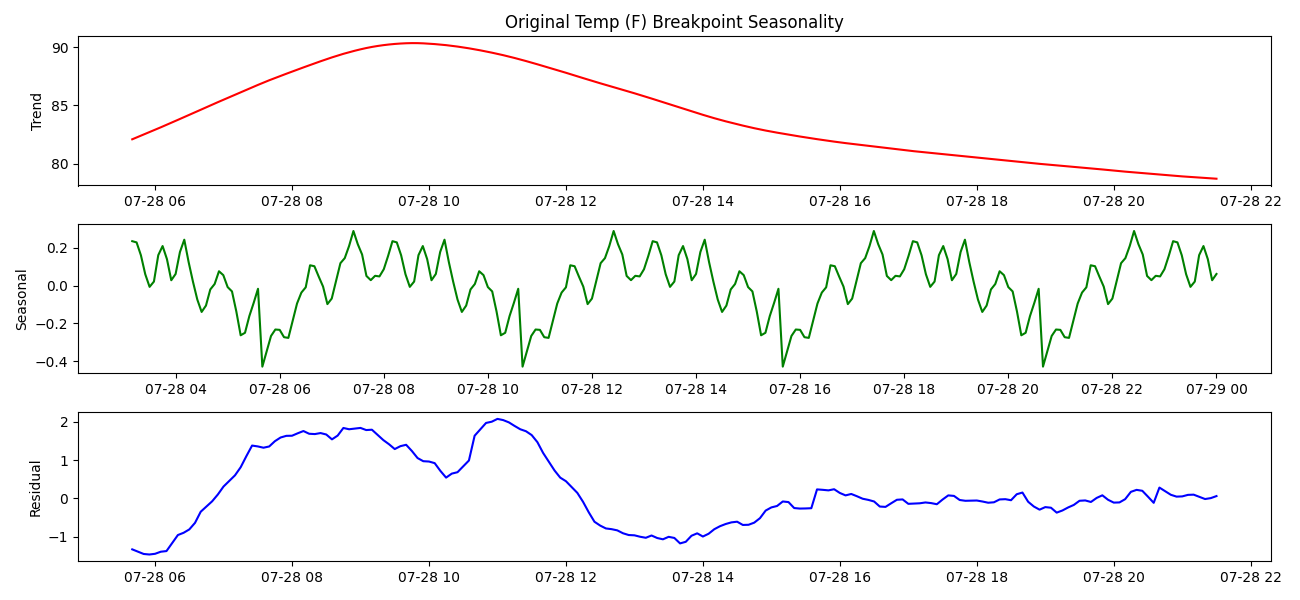 Original Temp (F) Breakpoint Seasonality
Trend
90
85
80
07-28 06 07-28 08 07-28 10 07-28 12 07-28 14 07-28 16 07-28 18 07-28 20 07-28 22
Seasonal
0.2
0.0
−0.2
−0.4
07-28 04 07-28 06 07-28 08 07-28 10 07-28 12 07-28 14 07-28 16 07-28 18 07-28 20 07-28 22 07-29 00
Residual
2
1
0
−1
07-28 06 07-28 08 07-28 10 07-28 12 07-28 14 07-28 16 07-28 18 07-28 20 07-28 22